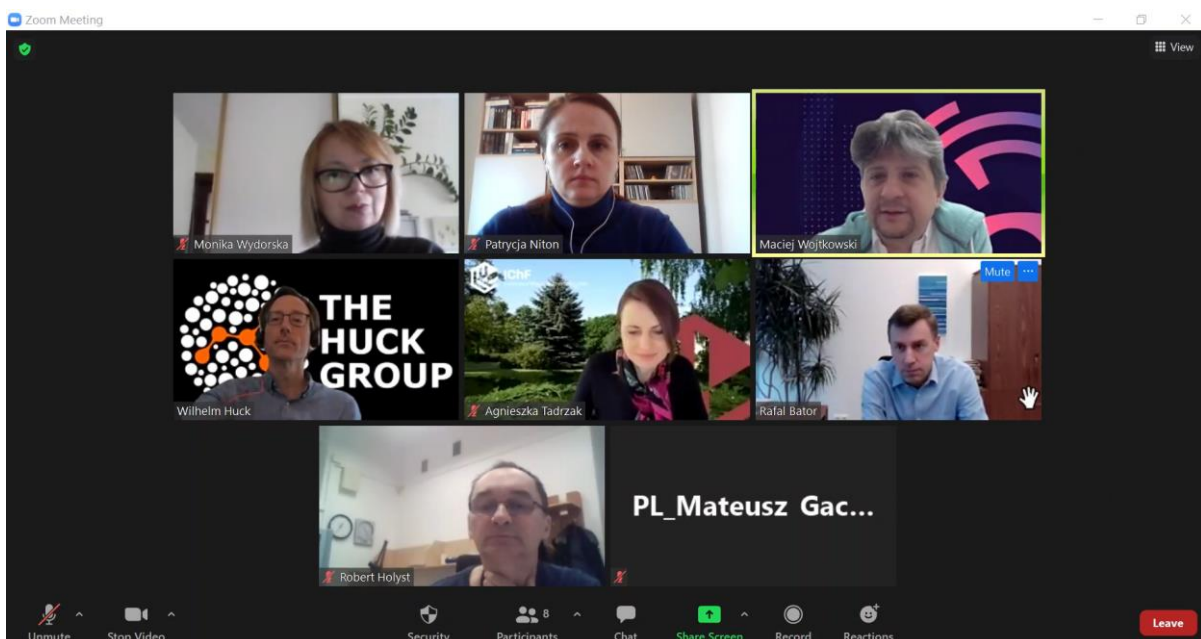 Zoom Meeting
View
Monika Wydorska
Patrycja Niton
Maciej Wojtkowski
THE
HUCK
GROUP
Wilhelm Huck
IChF
Agnieszka Tadrzak
Mute ...
Rafal Bator
Robert Holyst
PL_Mateusz Gac...
Unmute
Stop Video
Security
Participants
8
Chat
Share Screen
Record
Reactions
Leave